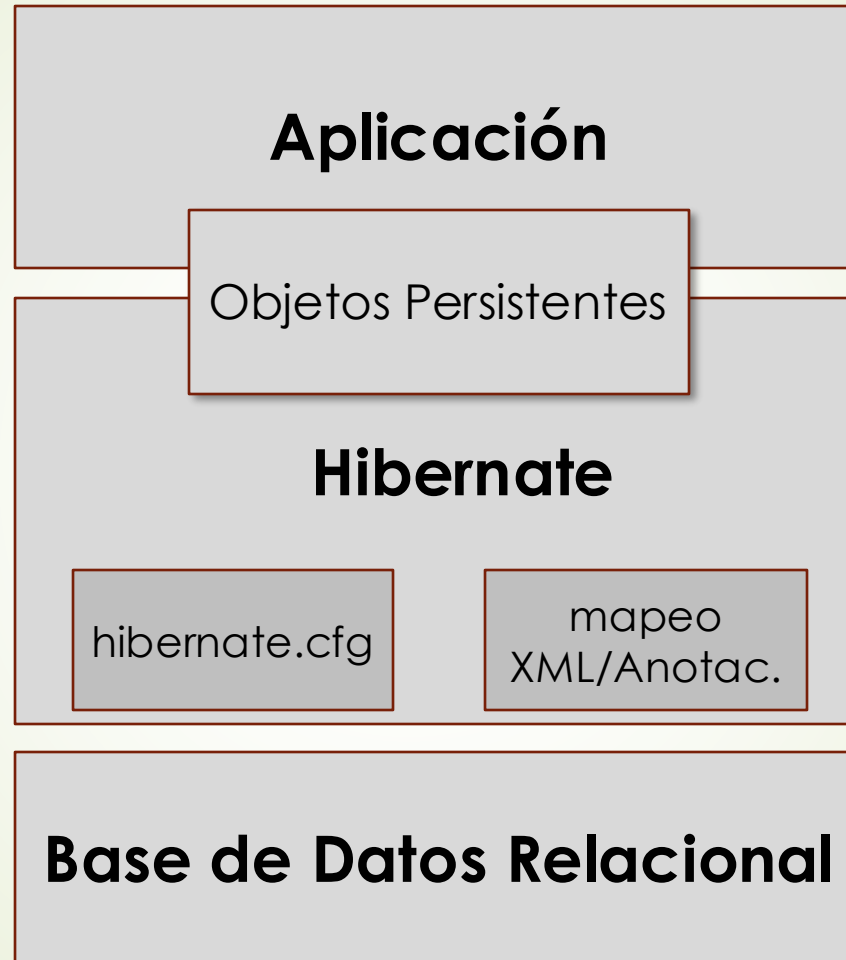 Aplicación
Objetos Persistentes
Hibernate
hibernate.cfg
mapeo
XML/Anotac.
Base de Datos Relacional